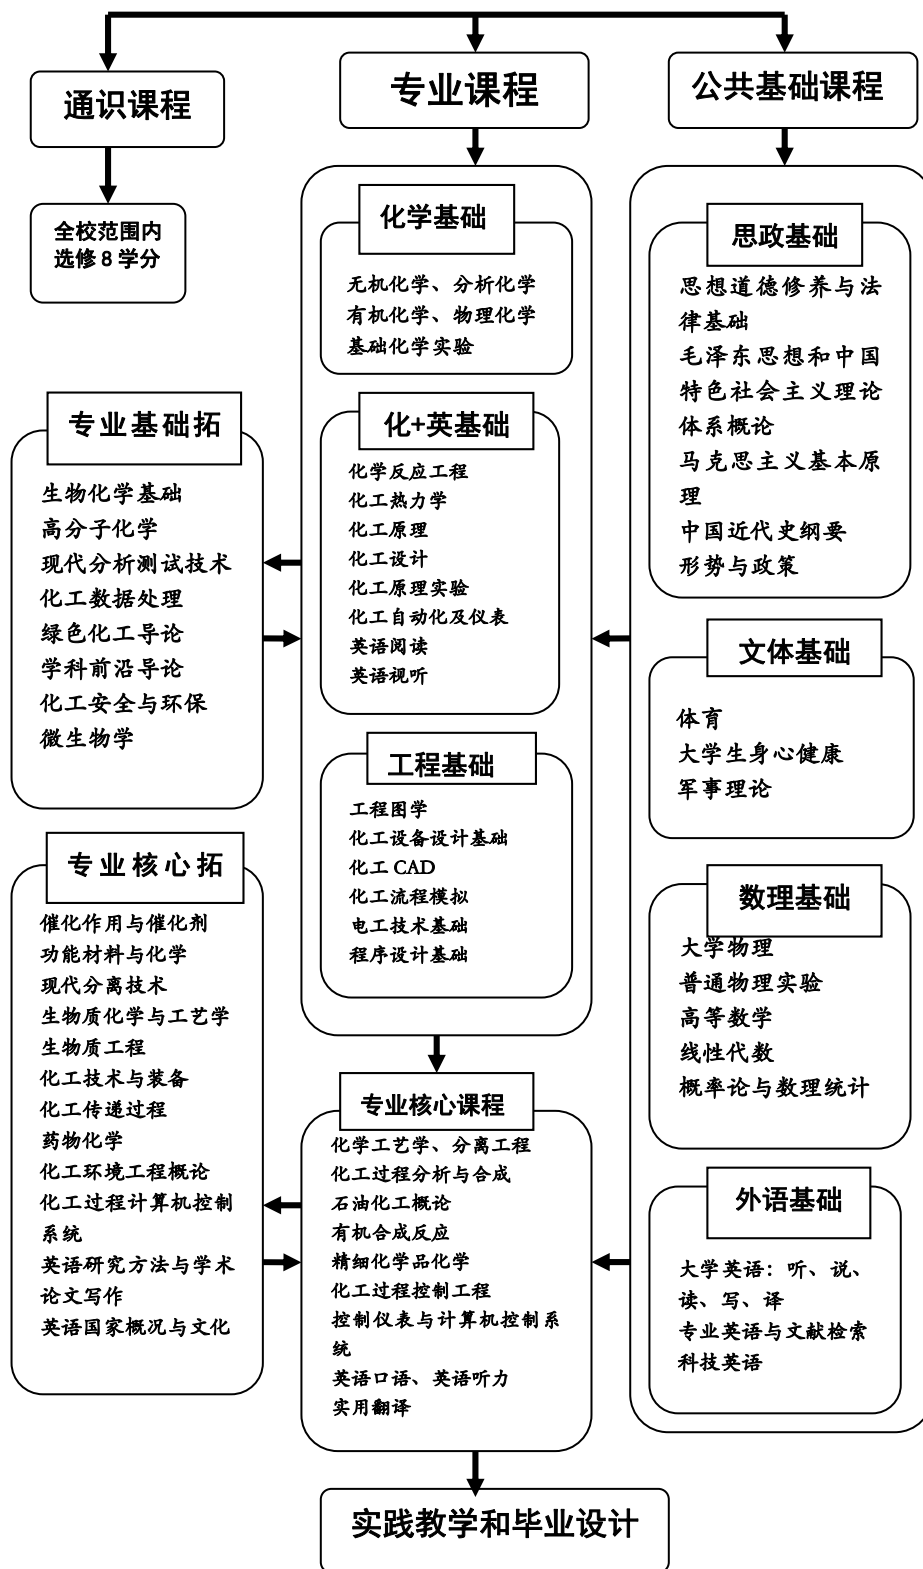 通识课程
专业课程
公共基础课程
全校范围内
选修 8 学分
化学基础
无机化学、分析化学
有机化学、物理化学
基础化学实验
化+英基础
化学反应工程
化工热力学
化工原理
化工设计
化工原理实验
化工自动化及仪表
英语阅读
英语视听
工程基础
工程图学
化工设备设计基础
化工 CAD
化工流程模拟
电工技术基础
程序设计基础
专业基础拓
生物化学基础
高分子化学
现代分析测试技术
化工数据处理
绿色化工导论
学科前沿导论
化工安全与环保
微生物学
专业核心拓
催化作用与催化剂
功能材料与化学
现代分离技术
生物质化学与工艺学
生物质工程
化工技术与装备
化工传递过程
药物化学
化工环境工程概论
化工过程计算机控制
系统
英语研究方法与学术
论文写作
英语国家概况与文化
专业核心课程
化学工艺学、分离工程
化工过程分析与合成
石油化工概论
有机合成反应
精细化学品化学
化工过程控制工程
控制仪表与计算机控制系
统
英语口语、英语听力
实用翻译
思政基础
思想道德修养与法
律基础
毛泽东思想和中国
特色社会主义理论
体系概论
马克思主义基本原
理
中国近代史纲要
形势与政策
文体基础
体育
大学生身心健康
军事理论
数理基础
大学物理
普通物理实验
高等数学
线性代数
概率论与数理统计
外语基础
大学英语：听、说、
读、写、译
专业英语与文献检索
科技英语
实践教学和毕业设计